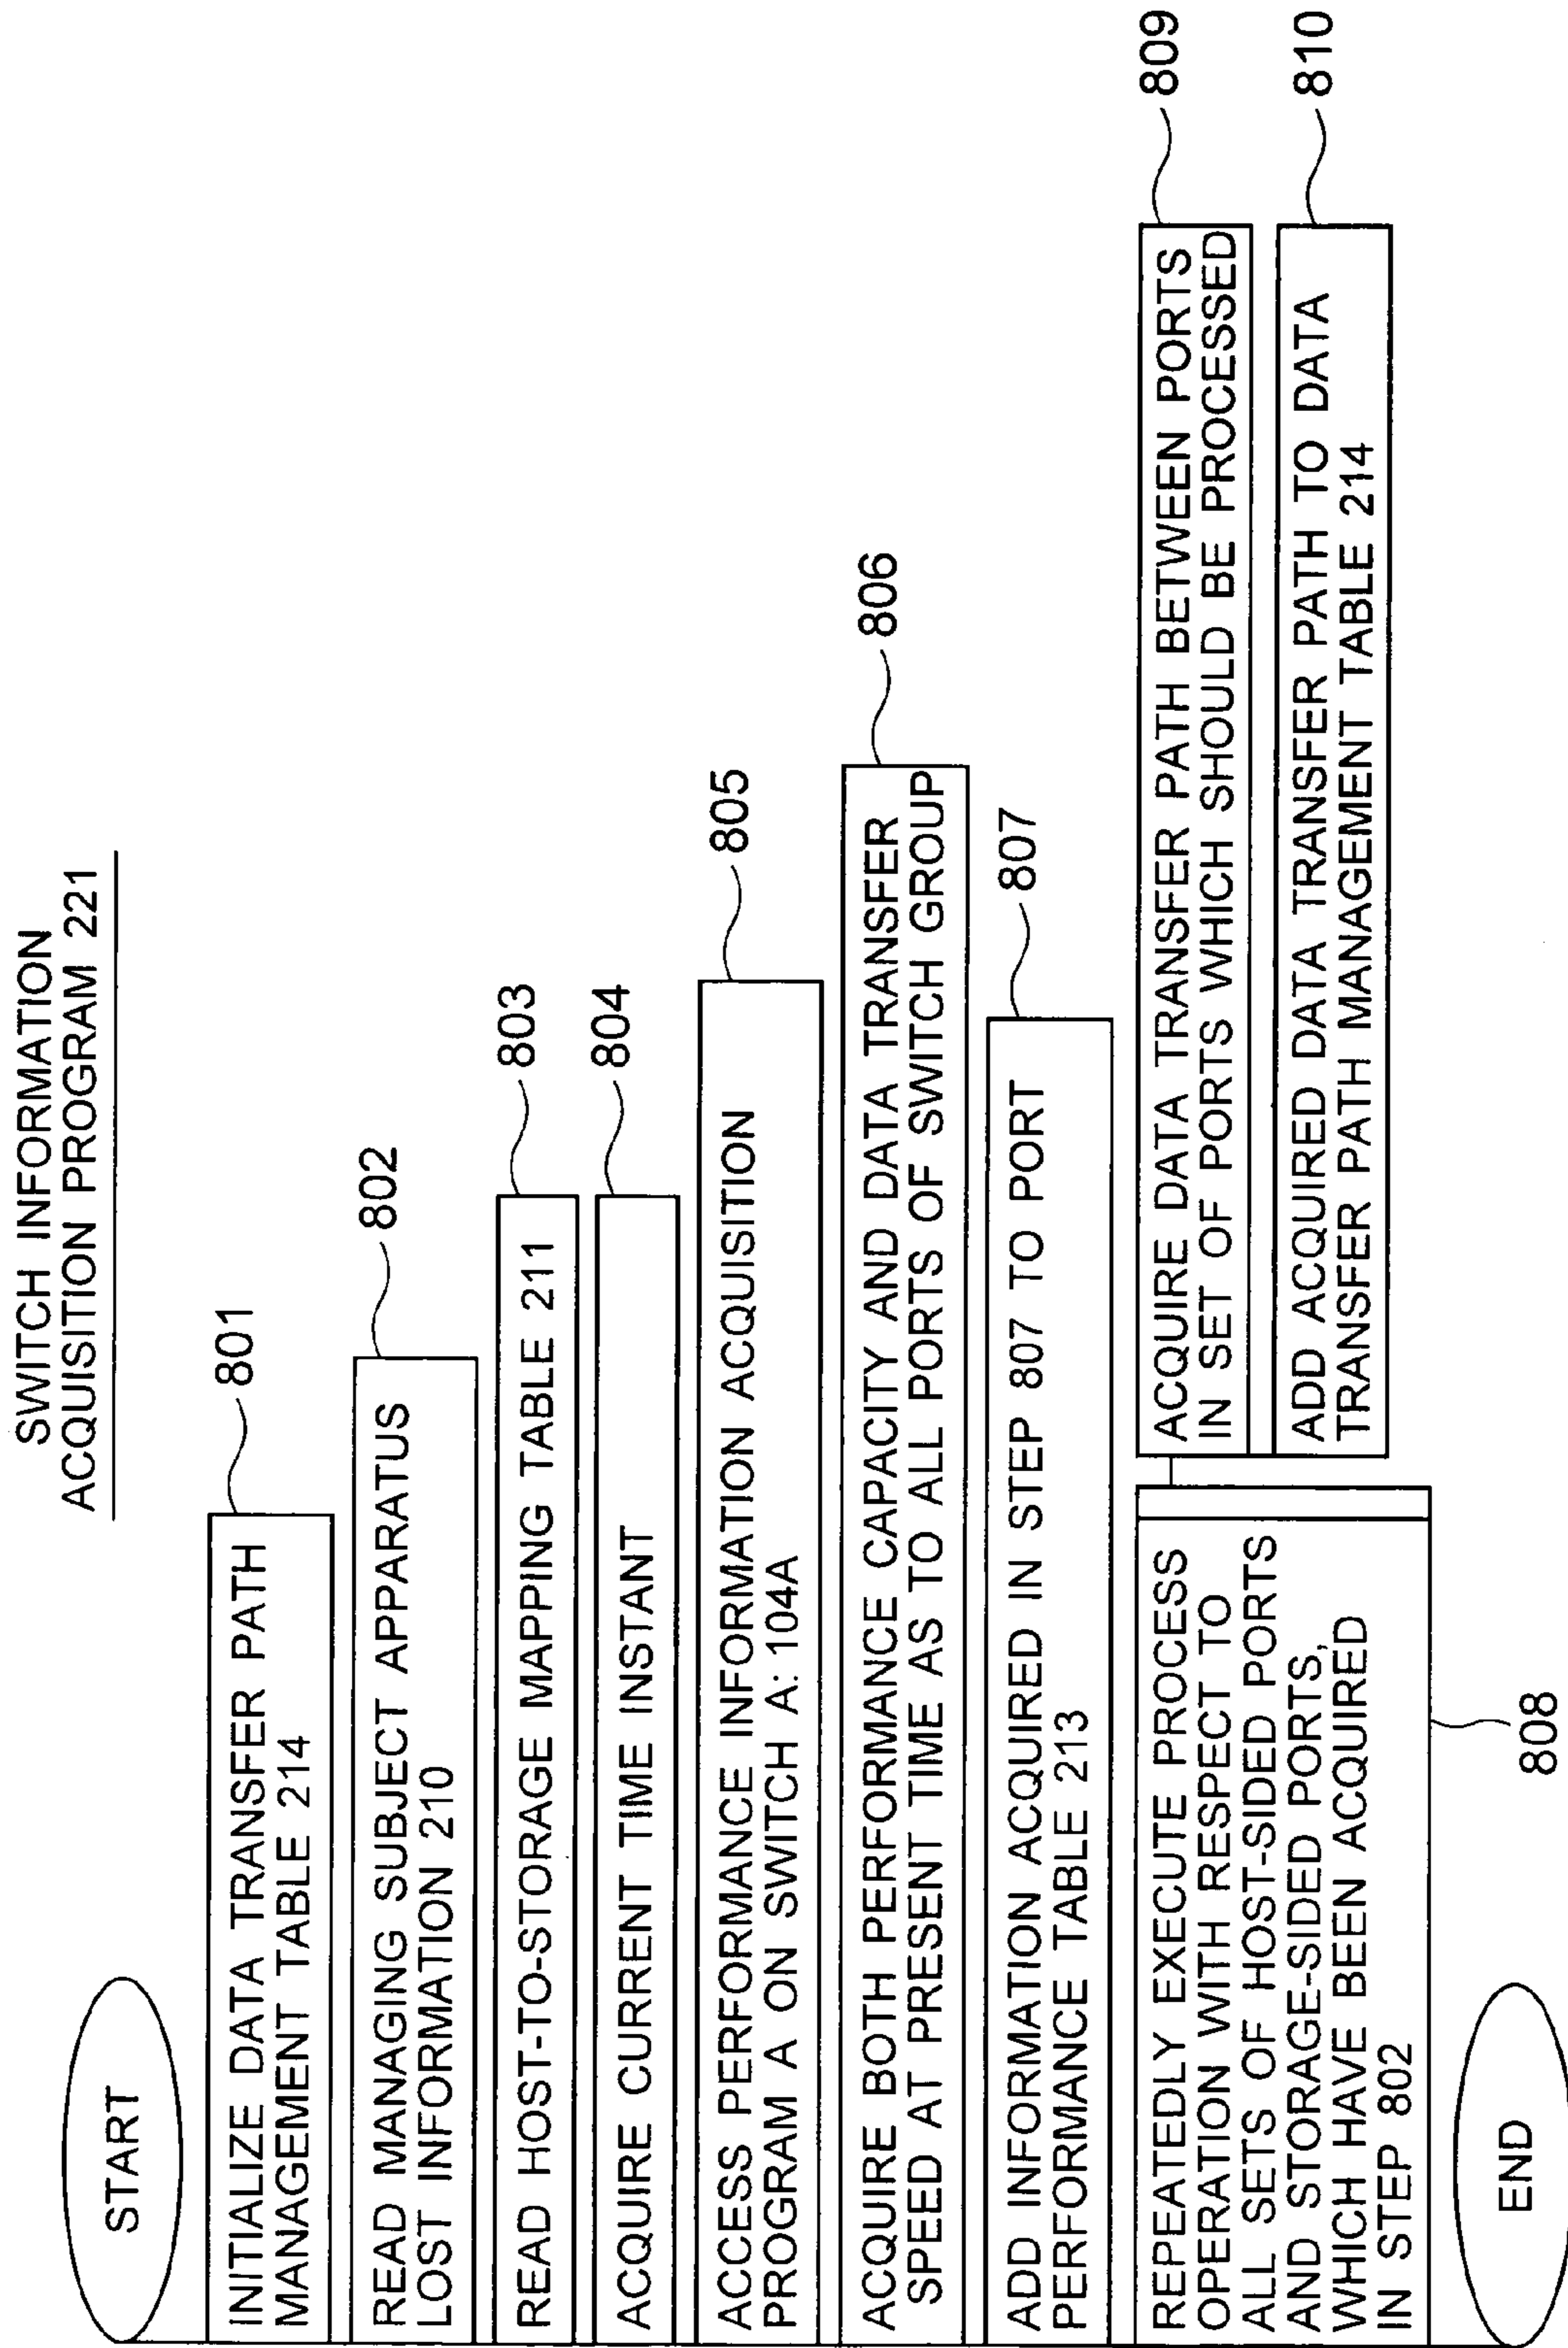 SWITCH INFORMATION
ACQUISITION PROGRAM 221
START
INITIALIZE DATA TRANSFER PATH
MANAGEMENT TABLE 214
801
READ MANAGING SUBJECT APPARATUS
LOST INFORMATION 210
802
READ HOST-TO-STORAGE MAPPING TABLE 211
803
ACQUIRE CURRENT TIME INSTANT
804
ACCESS PERFORMANCE INFORMATION ACQUISITION
PROGRAM A ON SWITCH A: 104A
805
ACQUIRE BOTH PERFORMANCE CAPACITY AND DATA TRANSFER
SPEED AT PRESENT TIME AS TO ALL PORTS OF SWITCH GROUP
806
ADD INFORMATION ACQUIRED IN STEP 807 TO PORT
PERFORMANCE TABLE 213
807
REPEATEDLY EXECUTE PROCESS
OPERATION WITH RESPECT TO
ALL SETS OF HOST-SIDED PORTS
AND STORAGE-SIDED PORTS,
WHICH HAVE BEEN ACQUIRED
IN STEP 802
808
ACQUIRE DATA TRANSFER PATH BETWEEN PORTS
IN SET OF PORTS WHICH SHOULD BE PROCESSED
809
ADD ACQUIRED DATA TRANSFER PATH TO DATA
TRANSFER PATH MANAGEMENT TABLE 214
810
END